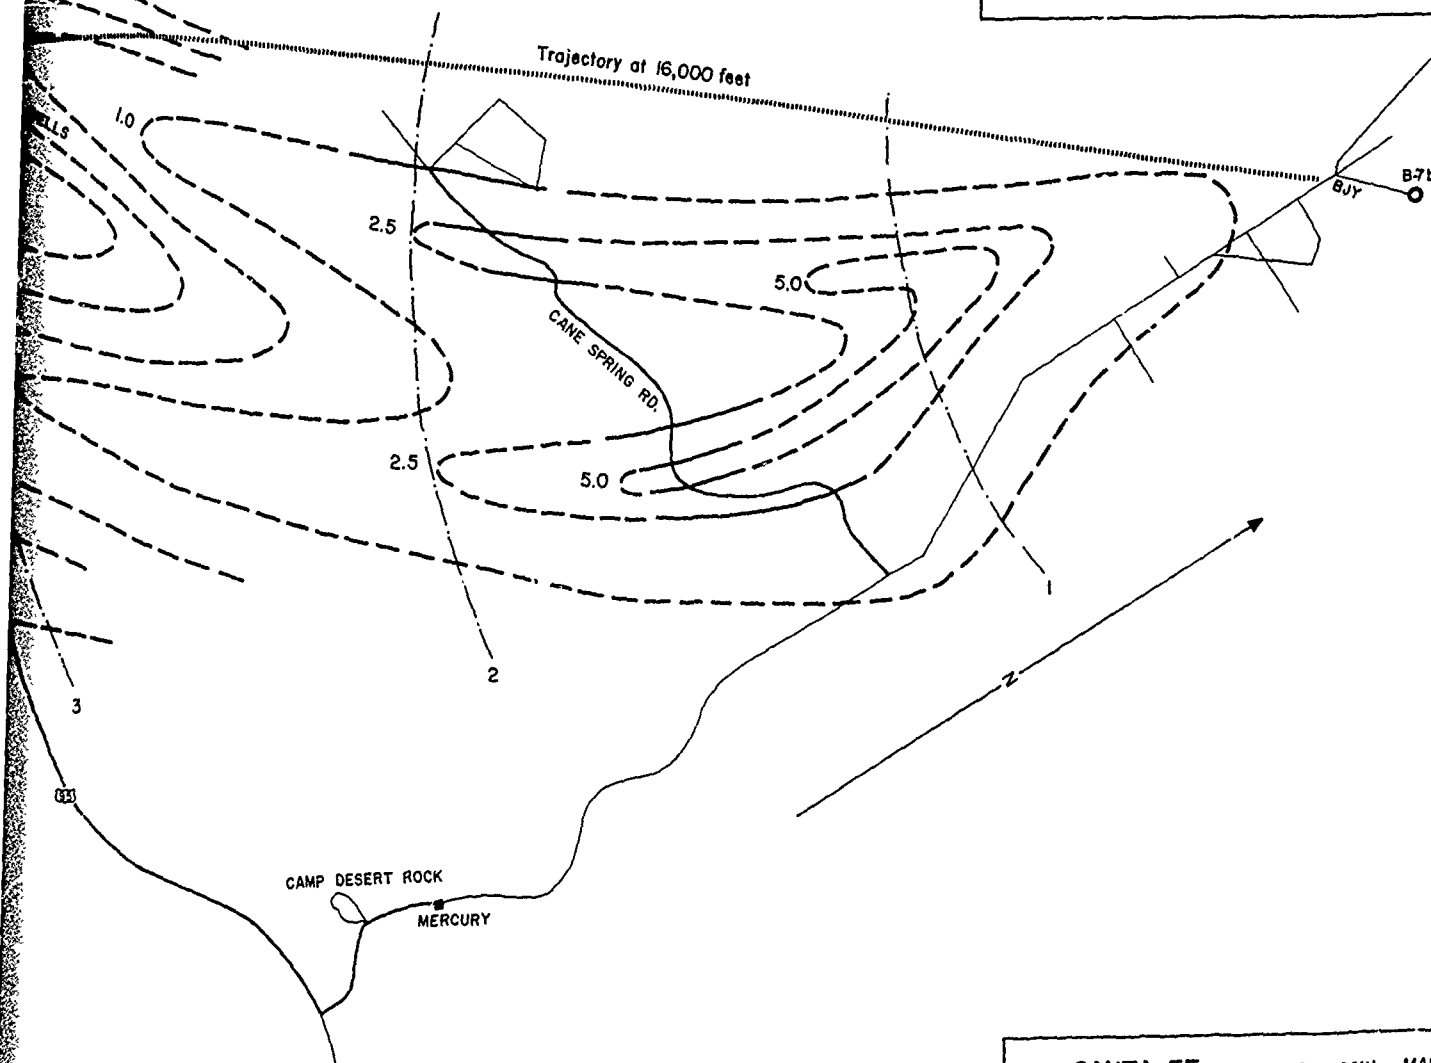 Trajectory at 16,000 feet
1.0
2.5
5.0
BJY
CANE SPRING RD.
2.5
5.0
1
N
2
3
CAMP DESERT ROCK
MERCURY